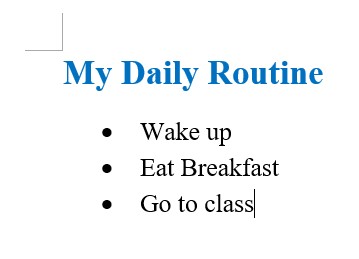 My Daily Routine
• Wake up
• Eat Breakfast
• Go to class